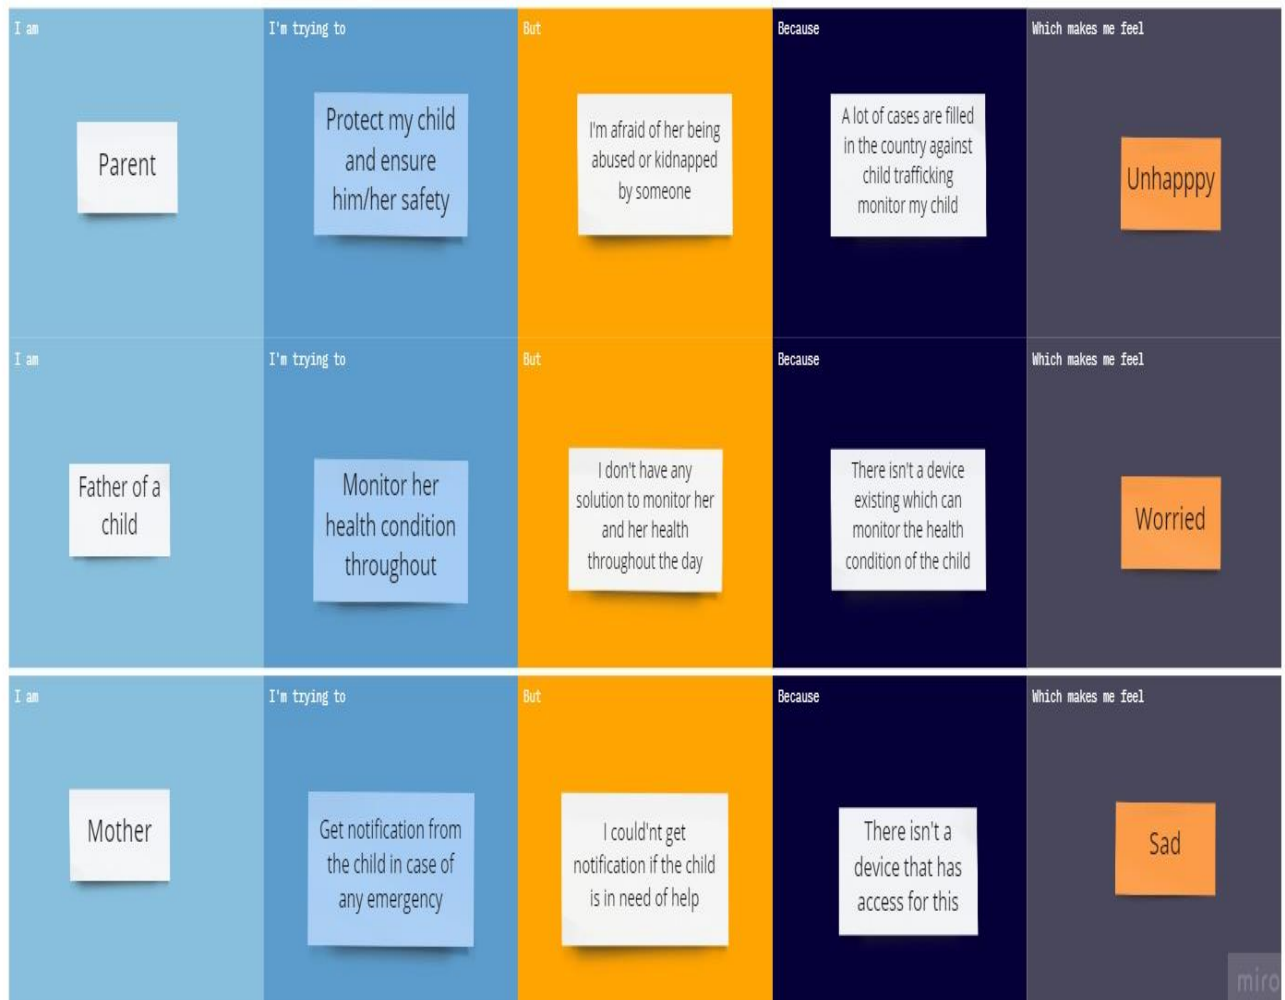 I am
I'm trying to
But
Because
Which makes me feel
Parent
Protect my child
and ensure
him/her safety
I'm afraid of her being
abused or kidnapped
by someone
A lot of cases are filled
in the country against
child trafficking
monitor my child
Unhapppy
I am
I'm trying to
But
Because
Which makes me feel
Father of a
child
Monitor her
health condition
throughout
I don't have any
solution to monitor her
and her health
throughout the day
There isn't a device
existing which can
monitor the health
condition of the child
Worried
I am
I'm trying to
But
Because
Which makes me feel
Mother
Get notification from
the child in case of
any emergency
I could'nt get
notification if the child
is in need of help
There isn't a
device that has
access for this
Sad
miro